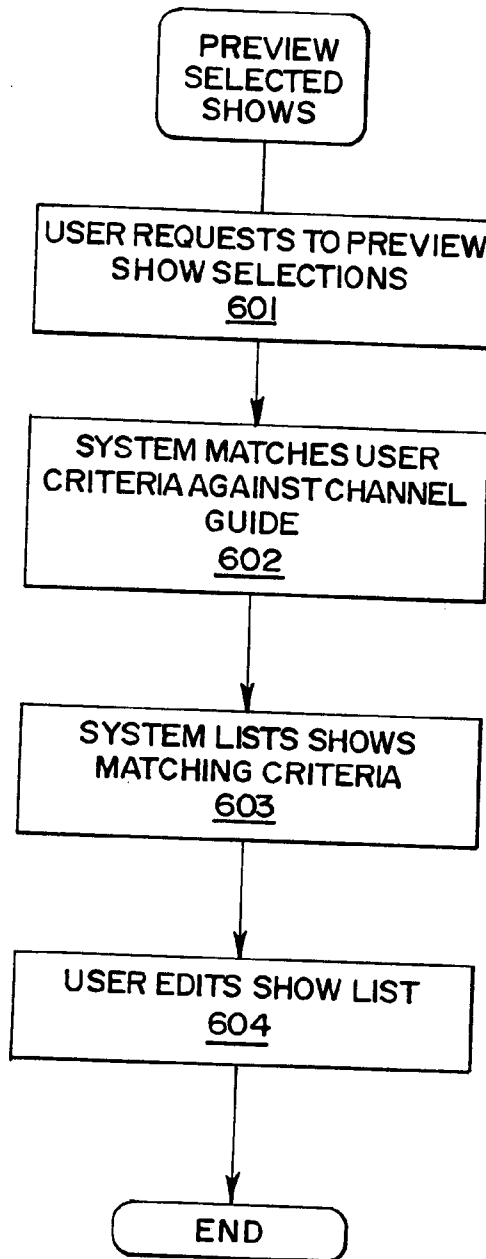 PREVIEW
SELECTED
SHOWS
USER REQUESTS TO PREVIEW
SHOW SELECTIONS
601
SYSTEM MATCHES USER
CRITERIA AGAINST CHANNEL
GUIDE
602
SYSTEM LISTS SHOWS
MATCHING CRITERIA
603
USER EDITS SHOW LIST
604
END